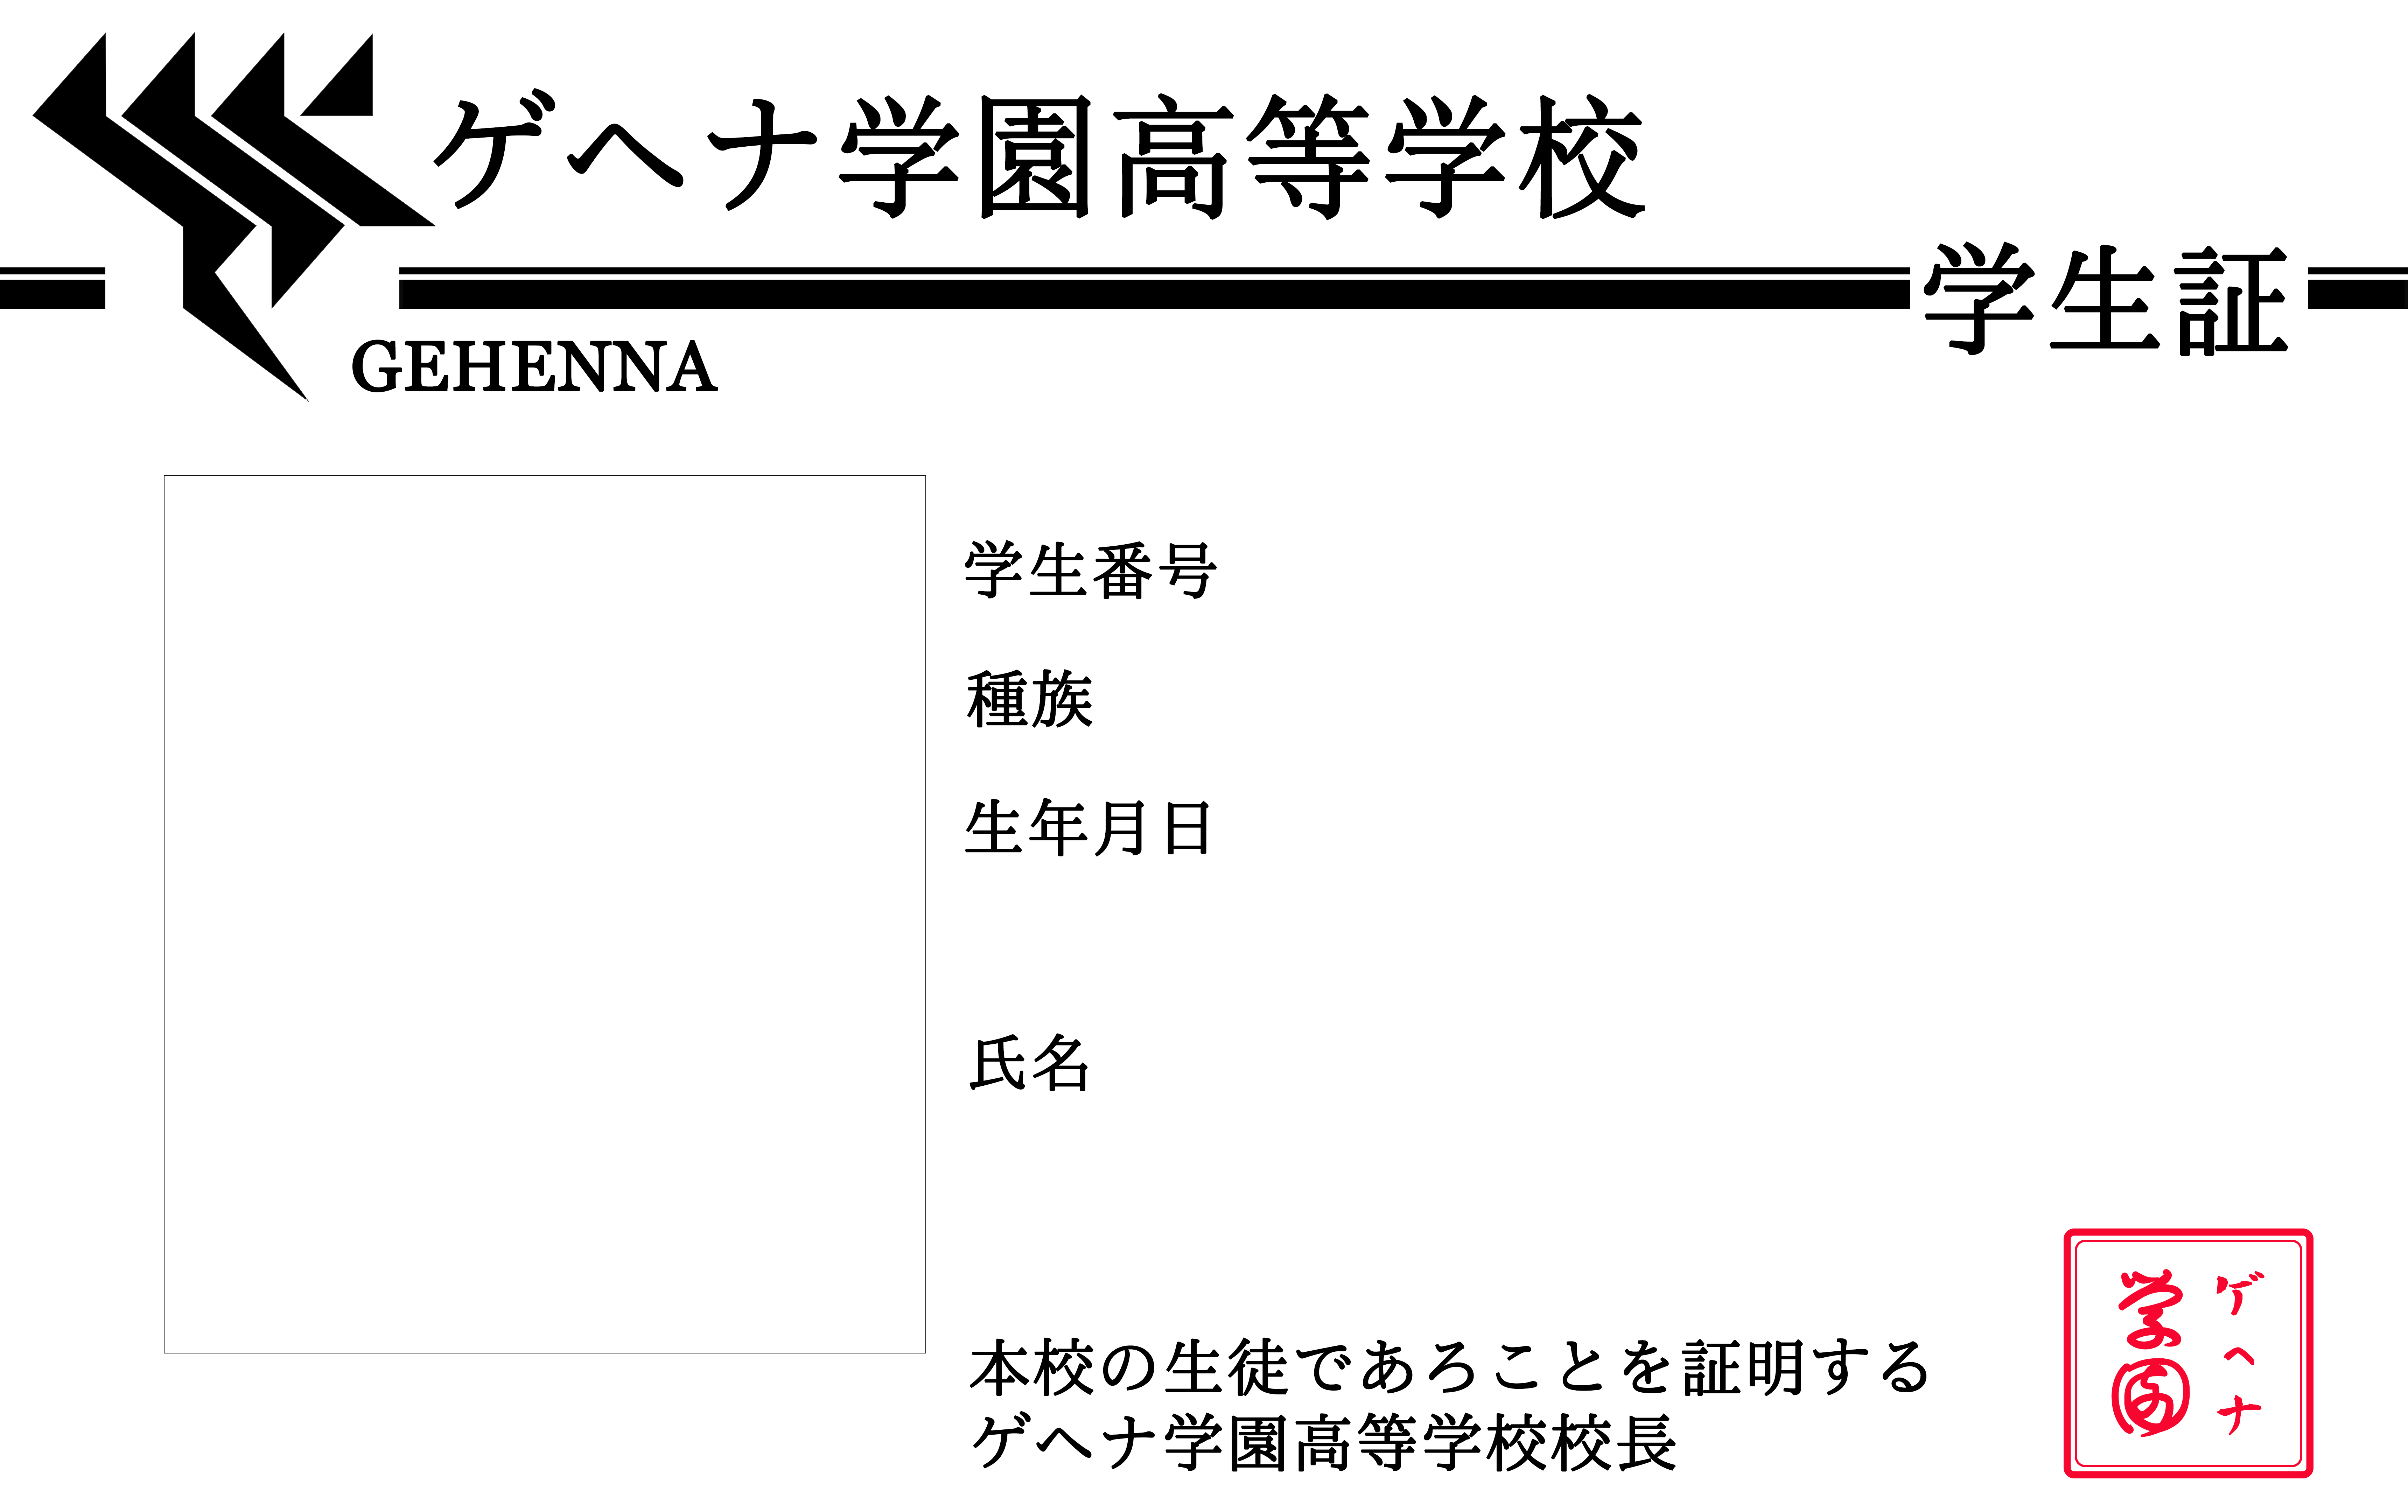 ゲヘナ学園高等学校
学生証
GEHENNA
学生番号
種族
生年月日
氏名
本校の生徒であろことを証明する
ゲヘナ学園高等学校校長
ゲヘナ
学園